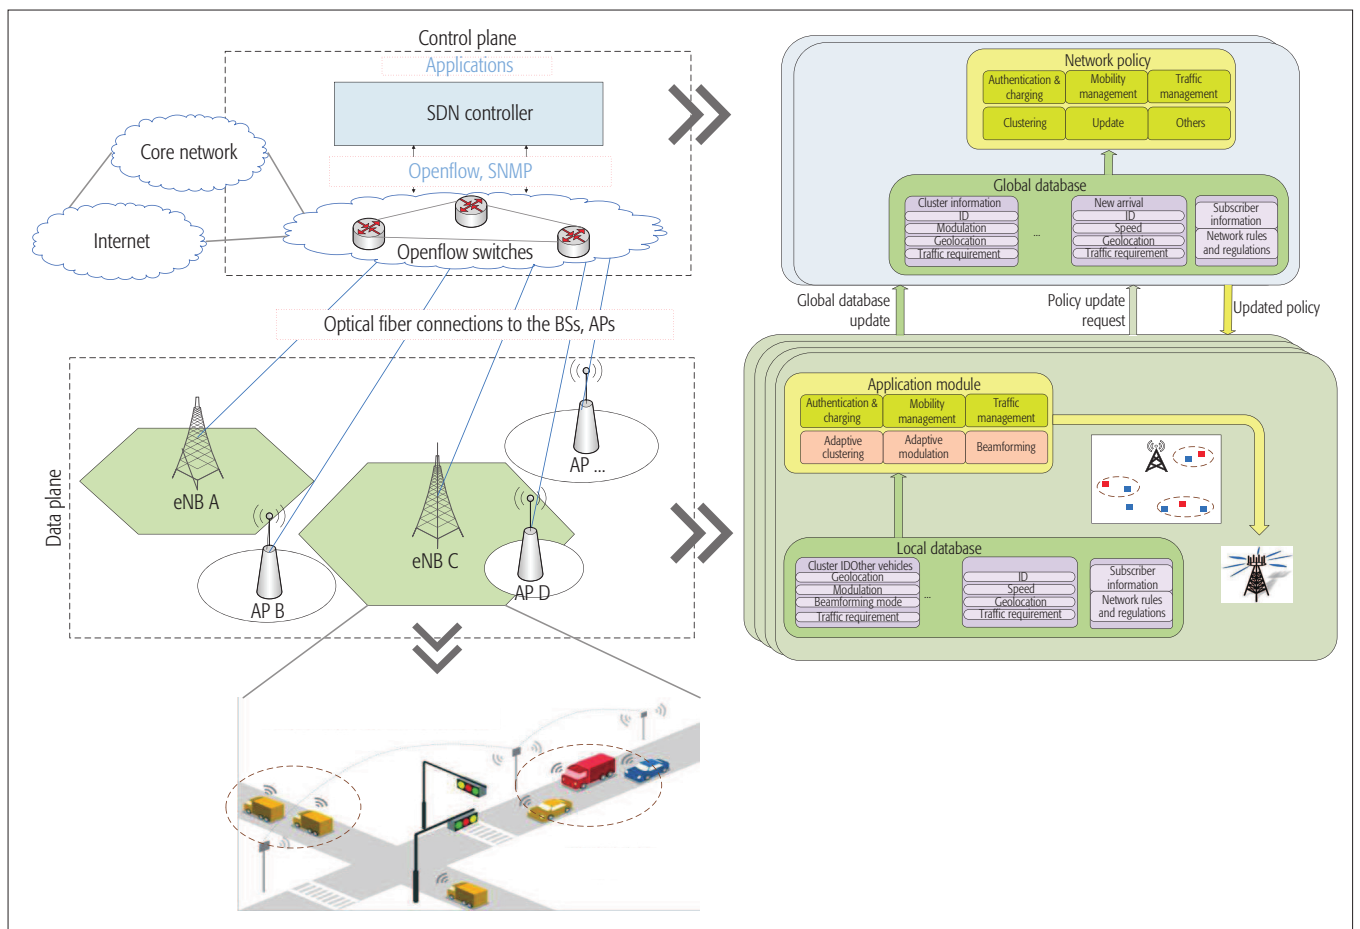 Control plane
Applications
SDN controller
Openflow, SNMP
Core network
Internet
Openflow switches
Optical fiber connections to the BSs, APs
Data plane
eNB A
AP B
eNB C
AP D
AP ...
Network policy
Authentication &
charging
Mobility
management
Traffic
management
Clustering
Update
Others
Global database
Cluster information
ID
Modulation
Geolocation
Traffic requirement
...
New arrival
ID
Speed
Geolocation
Traffic requirement
Subscriber
information
Network rules
and regulations
Global database
update
Policy update
request
Updated policy
Application module
Authentication &
charging
Mobility
management
Traffic
management
Adaptive
clustering
Adaptive
modulation
Beamforming
Local database
Cluster IDOther vehicles
Geolocation
Modulation
Beamforming mode
Traffic requirement
...
ID
Speed
Geolocation
Traffic requirement
Subscriber
information
Network rules
and regulations